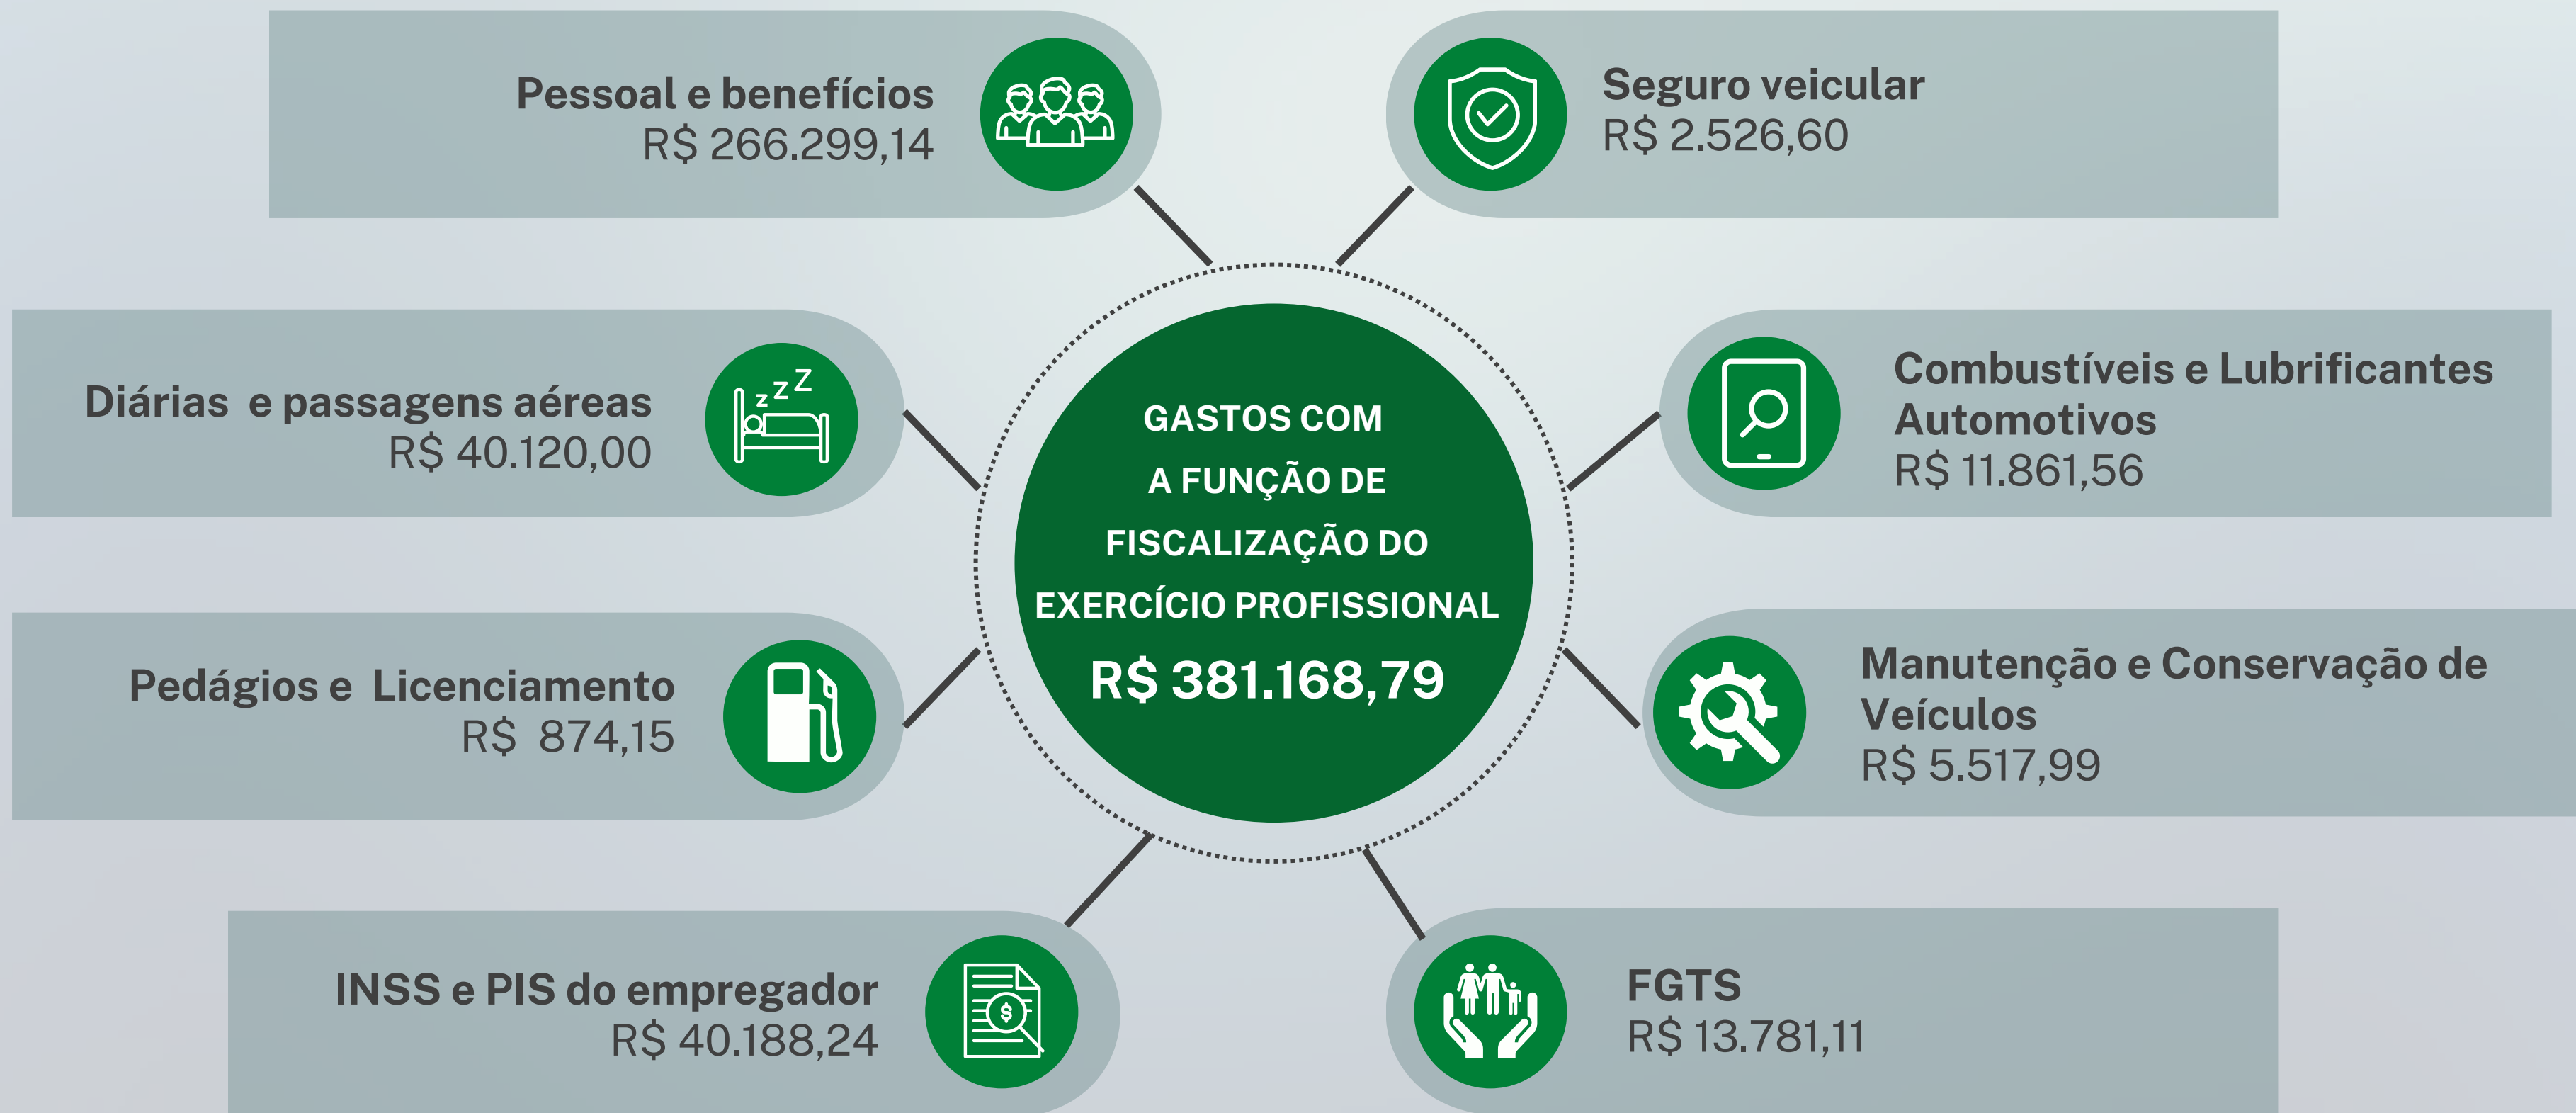 Pessoal e benefícios
R$ 266.299,14
Seguro veicular
R$ 2.526,60
Diárias e passagens aéreas
R$ 40.120,00
zzZ
GASTOS COM
A FUNÇÃO DE
FISCALIZAÇÃO DO
EXERCÍCIO PROFISSIONAL
R$ 381.168,79
Combustíveis e Lubrificantes
Automotivos
R$ 11.861,56
Pedágios e Licenciamento
R$ 874,15
Manutenção e Conservação de
Veículos
R$ 5.517,99
INSS e PIS do empregador
R$ 40.188,24
$
FGTS
R$ 13.781,11